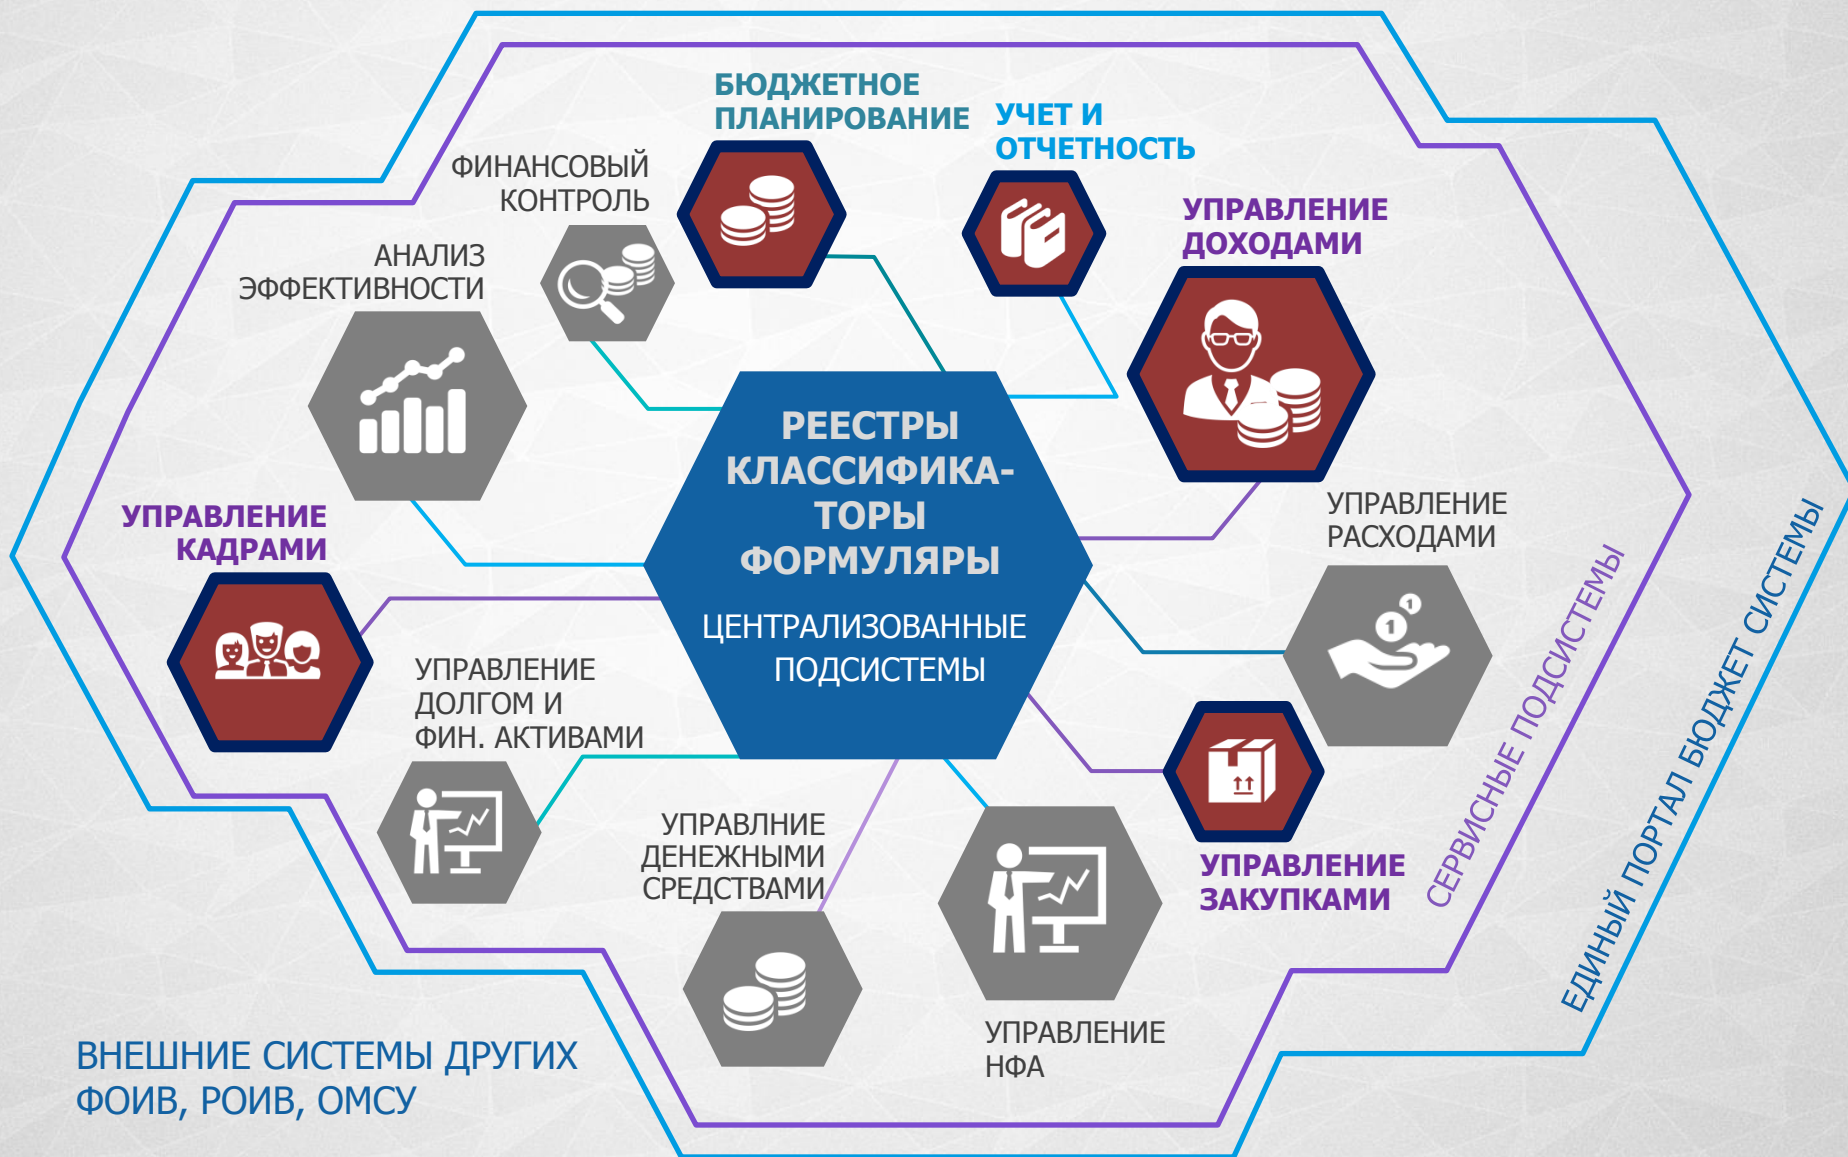 БЮДЖЕТНОЕ
ПЛАНИРОВАНИЕ
УЧЕТ И
ОТЧЕТНОСТЬ
ФИНАНСОВЫЙ
КОНТРОЛЬ
УПРАВЛЕНИЕ
ДОХОДАМИ
АНАЛИЗ
ЭФФЕКТИВНОСТИ
РЕЕСТРЫ
КЛАССИФИКА-
ТОРЫ
ФОРМУЛЯРЫ
ЦЕНТРАЛИЗОВАННЫЕ
ПОДСИСТЕМЫ
УПРАВЛЕНИЕ
РАСХОДАМИ
1
1
УПРАВЛЕНИЕ
КАДРАМИ
УПРАВЛЕНИЕ
ДОЛГОМ И
ФИН. АКТИВАМИ
УПРАВЛНИЕ
ДЕНЕЖНЫМИ
СРЕДСТВАМИ
УПРАВЛЕНИЕ
ЗАКУПКАМИ
СЕРВИСНЫЕ ПОДСИСТЕМЫ
ЕДИНЫЙ ПОРТАЛ БЮДЖЕТ СИСТЕМЫ
УПРАВЛЕНИЕ
НФА
ВНЕШНИЕ СИСТЕМЫ ДРУГИХ
ФОИВ, РОИВ, ОМСУ